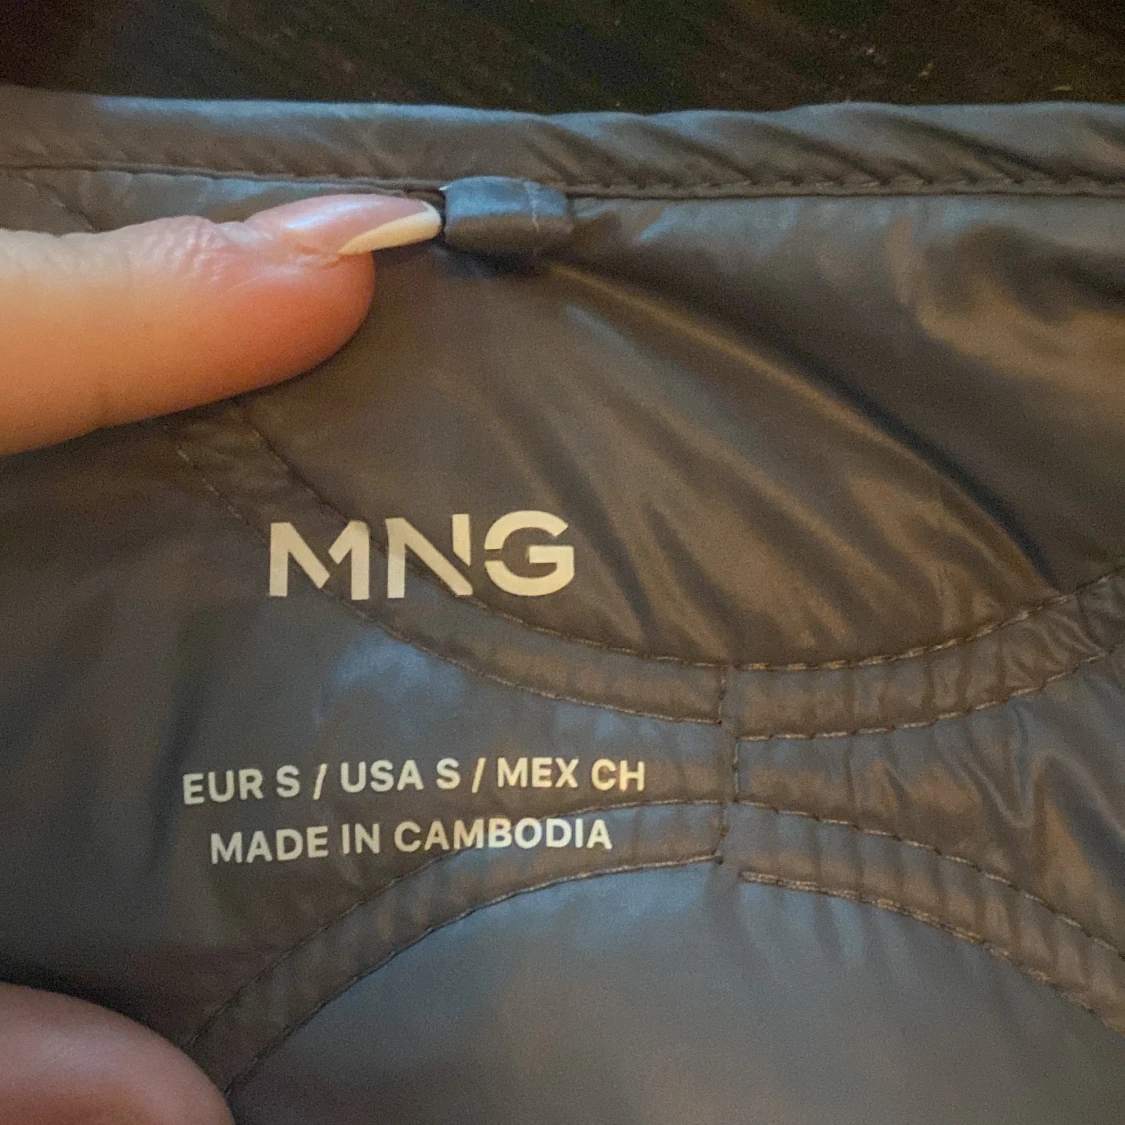 MNG
EUR S / USA S / MEX CH
MADE IN CAMBODIA